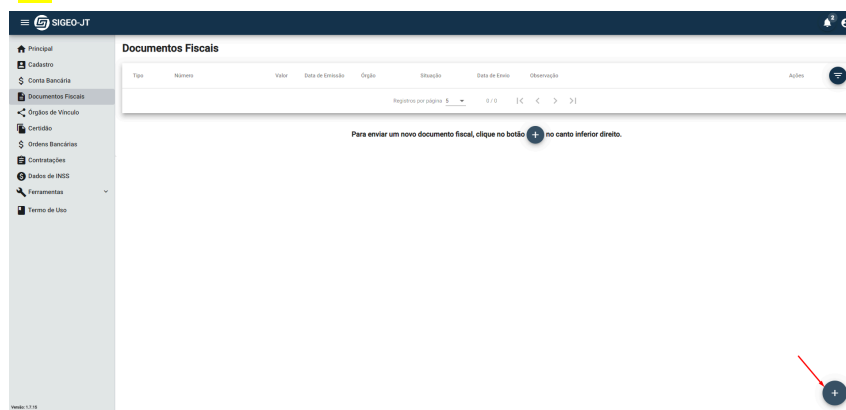 SIGEO-JT
2
Principal
Cadastro
Conta Bancária
Documentos Fiscais
Órgãos de Vínculo
Certidão
Ordens Bancárias
Contratações
Dados de INSS
Ferramentas
Termo de Uso
Versão: 1.7.15
Documentos Fiscais
Tipo Número Valor Data de Emissão Órgão Situação Data de Envio Observação Ações
Registros por página 5 0 / 0
Para enviar um novo documento fiscal, clique no botão + no canto inferior direito.
+